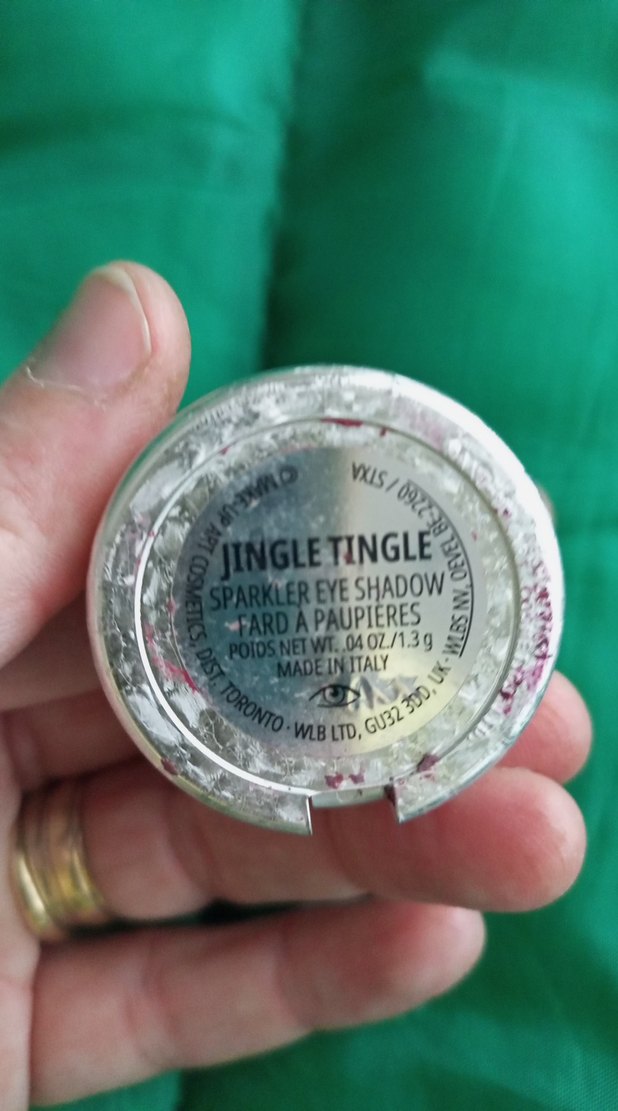 JINGLE TINGLE
SPARKLER EYE SHADOW
FARD À PAUPIÈRES
POIDS NET WT. .04 OZ./1.3 g
MADE IN ITALY
© MAKE-UP ART COSMETICS, DIST. TORONTO · WLB LTD, GU32 3DD, UK · WLBS NV, OEVEL BE-2260 / STXA